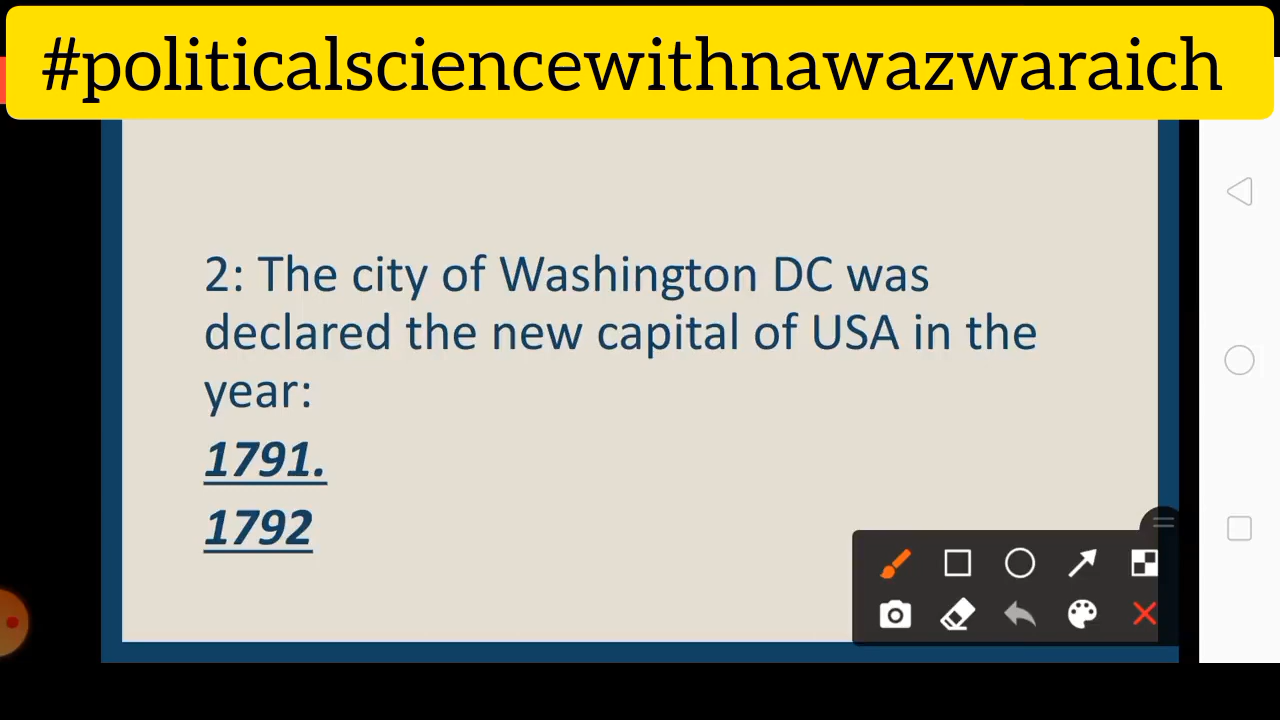 #politicalsciencewithnawazwaraich
2: The city of Washington DC was
declared the new capital of USA in the
year:
1791.
1792